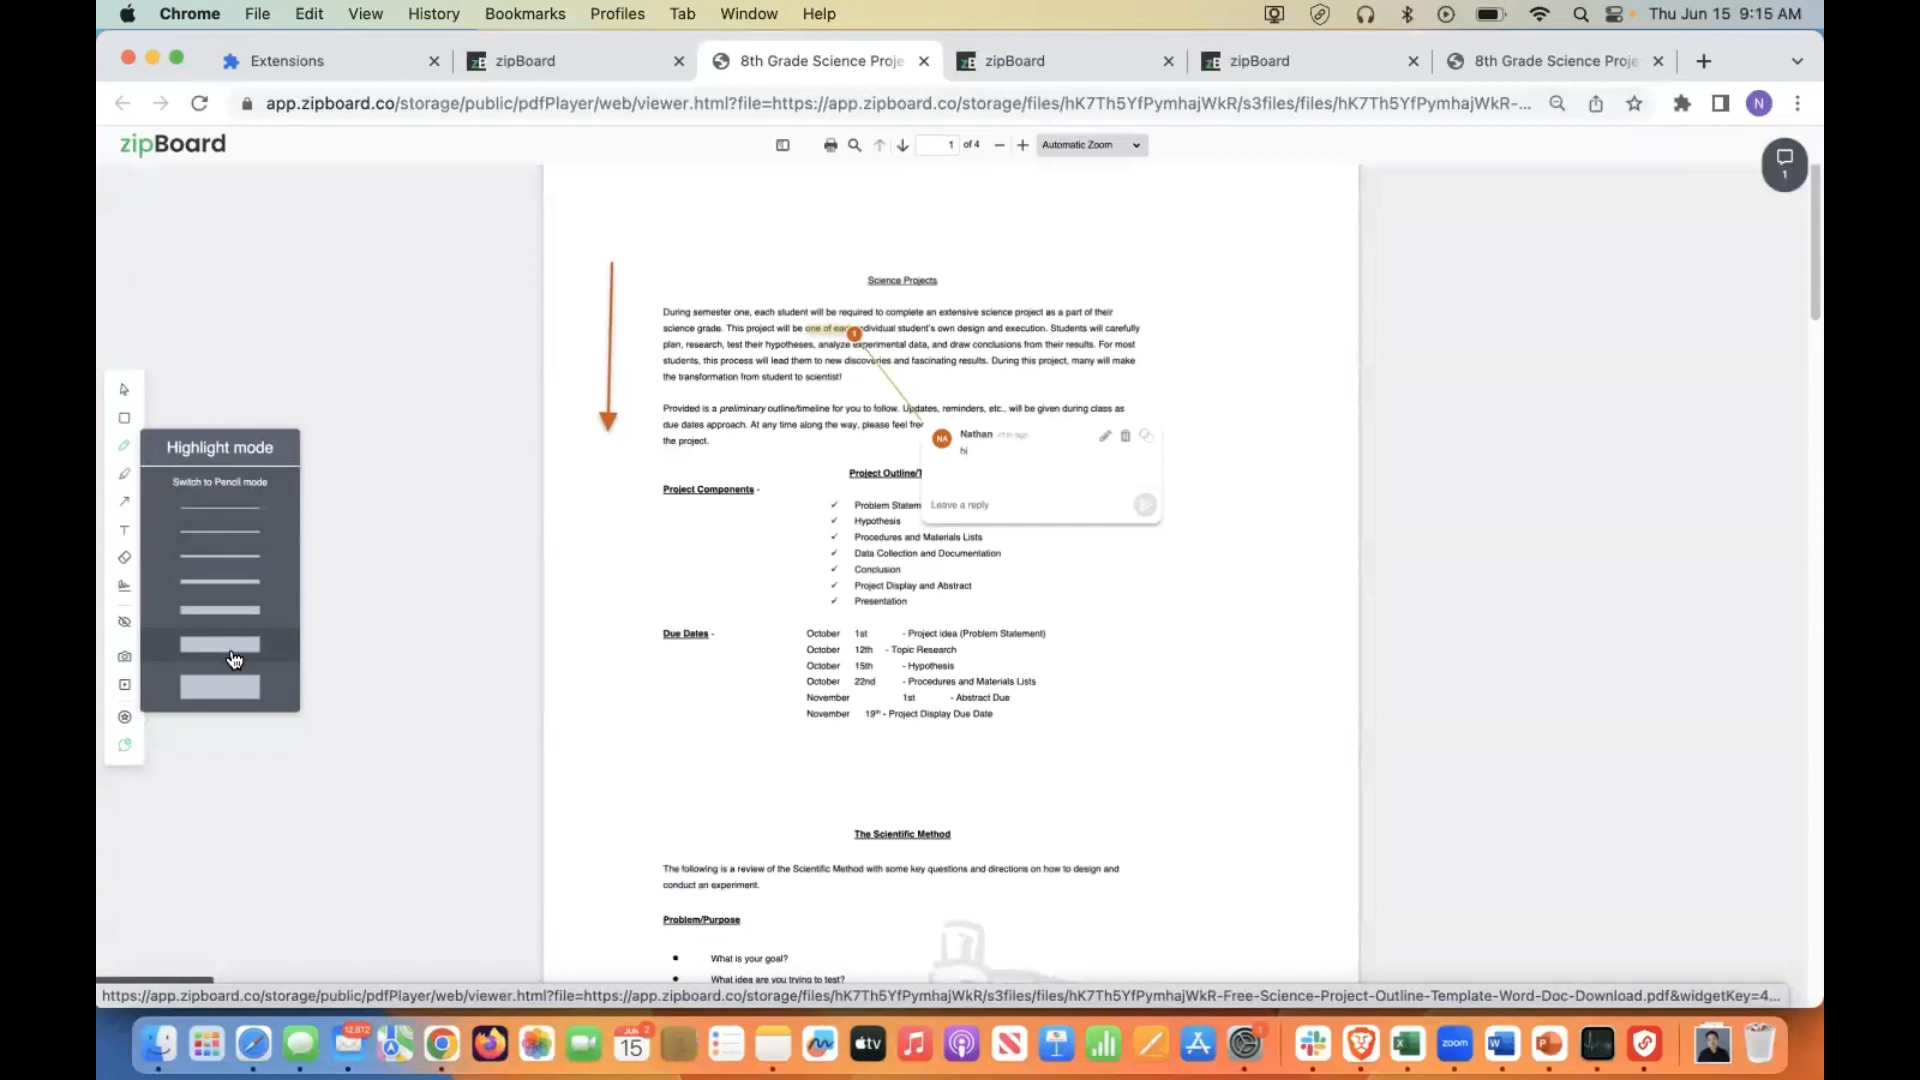 Chrome File Edit View History Bookmarks Profiles Tab Window Help Thu Jun 15 9:15 AM
Extensions zipBoard 8th Grade Science Proje zipBoard zipBoard 8th Grade Science Proje
app.zipboard.co/storage/public/pdfPlayer/web/viewer.html?file=https://app.zipboard.co/storage/files/hK7Th5YfPymhajWkR/s3files/files/hK7Th5YfPymhajWkR-... N
zipBoard 1 of 4 Automatic Zoom
1
Science Projects
During semester one, each student will be required to complete an extensive science project as a part of their
science grade. This project will be one of each individual student's own design and execution. Students will carefully
1
plan, research, test their hypotheses, analyze experimental data, and draw conclusions from their results. For most
students, this process will lead them to new discoveries and fascinating results. During this project, many will make
the transformation from student to scientist!
Provided is a preliminary outline/timeline for you to follow. Updates, reminders, etc., will be given during class as
due dates approach. At any time along the way, please feel
the project.
NA Nathan
hi
Leave a reply
Highlight mode
Switch to Pencil mode
Project Outline/
Project Components -
✓ Problem
✓ Hypothesis
✓ Procedures and Materials Lists
✓ Data Collection and Documentation
✓ Conclusion
✓ Project Display and Abstract
✓ Presentation
Due Dates - October 1st - Project idea (Problem Statement)
October 12th - Topic Research
October 15th - Hypothesis
October 22nd - Procedures and Materials Lists
November 1st - Abstract Due
November 19th - Project Display Due Date
The Scientific Method
The following is a review of the Scientific Method with some key questions and directions on how to design and
conduct an experiment.
Problem/Purpose
• What is your goal?
• What idea are you trying to test?
https://app.zipboard.co/storage/public/pdfPlayer/web/viewer.html?file=https://app.zipboard.co/storage/files/hK7Th5YfPymhajWkR/s3files/files/hK7Th5YfPymhajWkR-Free-Science-Project-Outline-Template-Word-Doc-Download.pdf&widgetKey=4...
12,812 JUN 2 15 tv 1 zoom